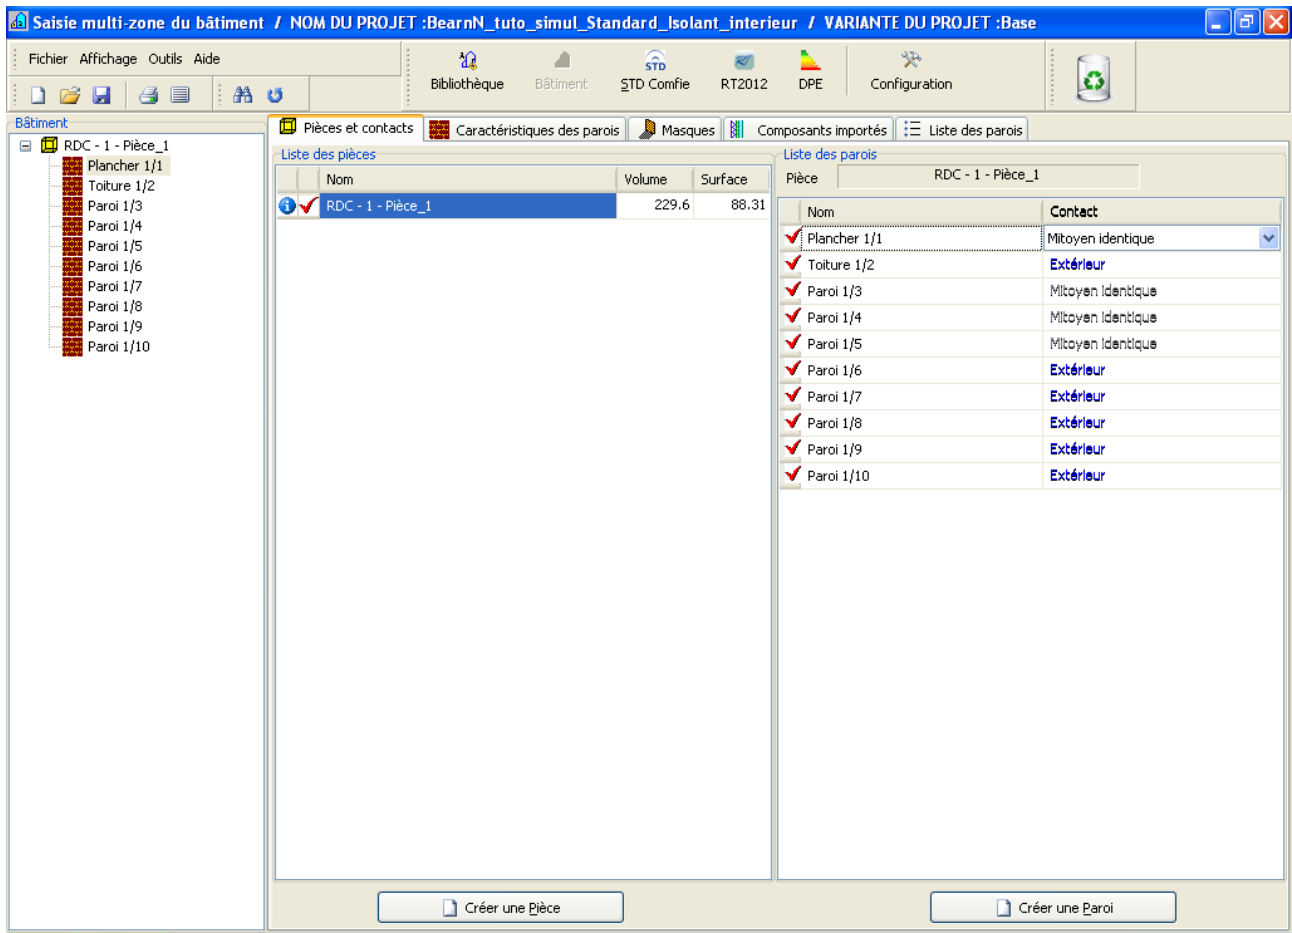 Saisie multi-zone du bâtiment / NOM DU PROJET :BearnN_tuto_simul_Standard_Isolant_interieur / VARIANTE DU PROJET :Base
Fichier Affichage Outils Aide
Bibliothèque Bâtiment STD Comfie RT2012 DPE Configuration
STD
Bâtiment
RDC - 1 - Pièce_1
Plancher 1/1
Toiture 1/2
Paroi 1/3
Paroi 1/4
Paroi 1/5
Paroi 1/6
Paroi 1/7
Paroi 1/8
Paroi 1/9
Paroi 1/10
Pièces et contacts Caractéristiques des parois Masques Composants importés Liste des parois
Liste des pièces
Nom Volume Surface
RDC - 1 - Pièce_1 229.6 88.31
Créer une Pièce
Liste des parois
Pièce RDC - 1 - Pièce_1
Nom Contact
Plancher 1/1 Mitoyen identique
Toiture 1/2 Extérieur
Paroi 1/3 Mitoyen identique
Paroi 1/4 Mitoyen identique
Paroi 1/5 Mitoyen identique
Paroi 1/6 Extérieur
Paroi 1/7 Extérieur
Paroi 1/8 Extérieur
Paroi 1/9 Extérieur
Paroi 1/10 Extérieur
Créer une Paroi